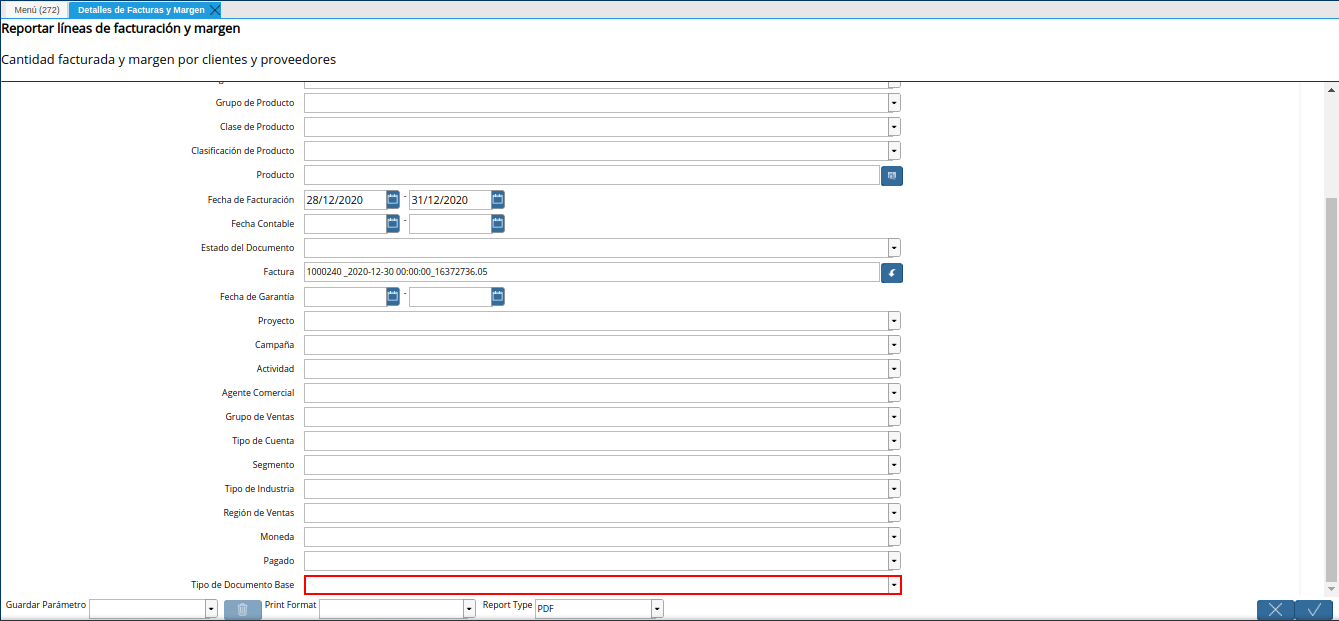 Menú (272)
Detalles de Facturas y Margen
Reportar líneas de facturación y margen
Cantidad facturada y margen por clientes y proveedores
Grupo de Producto
Clase de Producto
Clasificación de Producto
Producto
Fecha de Facturación 28/12/2020 - 31/12/2020
Fecha Contable -
Estado del Documento
Factura 1000240 _2020-12-30 00:00:00_16372736.05
Fecha de Garantía -
Proyecto
Campaña
Actividad
Agente Comercial
Grupo de Ventas
Tipo de Cuenta
Segmento
Tipo de Industria
Región de Ventas
Moneda
Pagado
Tipo de Documento Base
Guardar Parámetro Print Format Report Type PDF